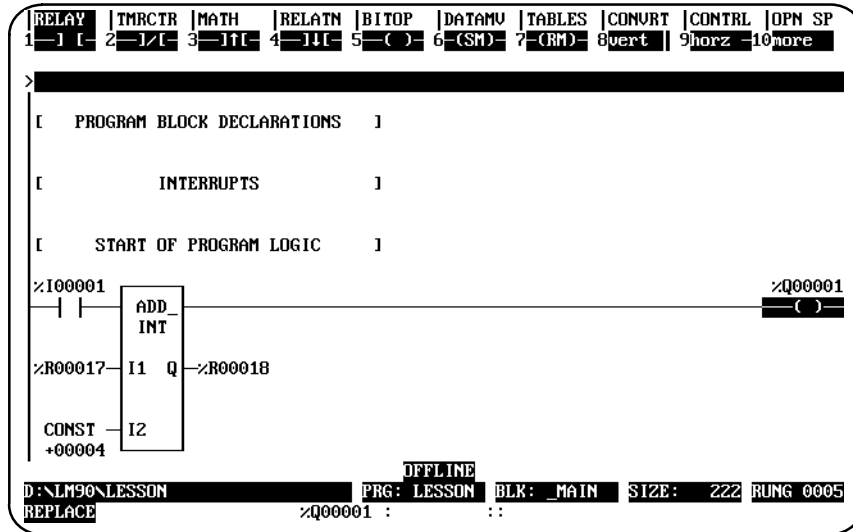 |RELAY |TMRCTR |MATH |RELATN |BITOP |DATAMV |TABLES |CONVRT |CONTRL |OPN SP
1—] [— 2—]/[— 3—]↑[— 4—]↓[— 5—( )— 6—(SM)— 7—(RM)— 8vert | 9horz — 10more
>
[ PROGRAM BLOCK DECLARATIONS ]
[ INTERRUPTS ]
[ START OF PROGRAM LOGIC ]
%I00001 %Q00001
—] [— ADD_ —( )—
INT
%R00017—I1 Q—%R00018
CONST —I2
+00004
OFFLINE
D:\LM90\LESSON PRG: LESSON BLK: _MAIN SIZE: 222 RUNG 0005
REPLACE %Q00001 : ::